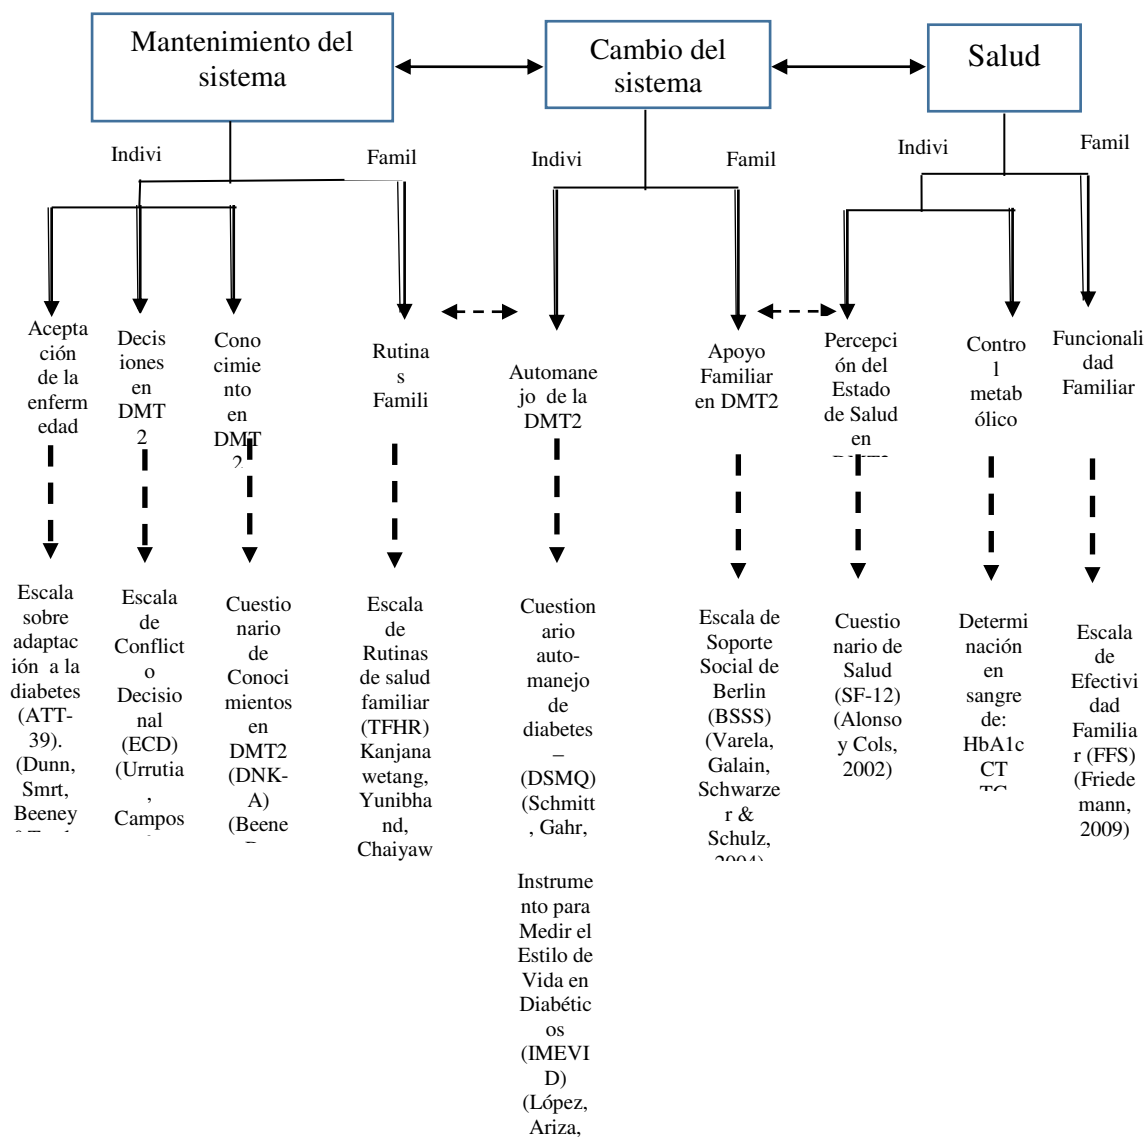 Mantenimiento del
sistema
Cambio del
sistema
Salud
Indivi
Famil
Indivi
Famil
Indivi
Famil
Acepta
ción
de la
enferm
edad
Decis
iones
en
DMT
2
Cono
cimie
nto
en
DMT
2
Rutina
s
Famili
Automane
jo de la
DMT2
Apoyo
Familiar
en DMT2
Percepci
ón del
Estado
de Salud
en
Contro
l
metab
ólico
Funcionali
dad
Familiar
Escala
sobre
adaptac
ión a la
diabetes
(ATT-
39).
(Dunn,
Smrt,
Beeney
Escala
de
Conflict
o
Decisional
(ECD)
(Urrutia
,
Campos
Cuestio
nario
de
Conoci
mientos
en
DMT2
(DNK-
A)
(Beene
Escala
de
Rutinas
de salud
familiar
(TFHR)
Kanjana
wetang,
Yunibha
nd,
Chaiyaw
Cuestion
ario
auto-
manejo
de
diabetes
–
(DSMQ)
(Schmitt
, Gahr,
Instrume
nto para
Medir el
Estilo de
Vida en
Diabétic
os
(IMEVI
D)
(López,
Ariza,
Escala de
Soporte
Social de
Berlin
(BSSS)
(Varela,
Galain,
Schwarze
r &
Schulz,
2004)
Cuestio
nario de
Salud
(SF-12)
(Alonso
y Cols,
2002)
Determi
nación
en
sangre
de:
HbA1c
CT
Escala
de
Efectivi
dad
Familia
r (FFS)
(Friede
mann,
2009)